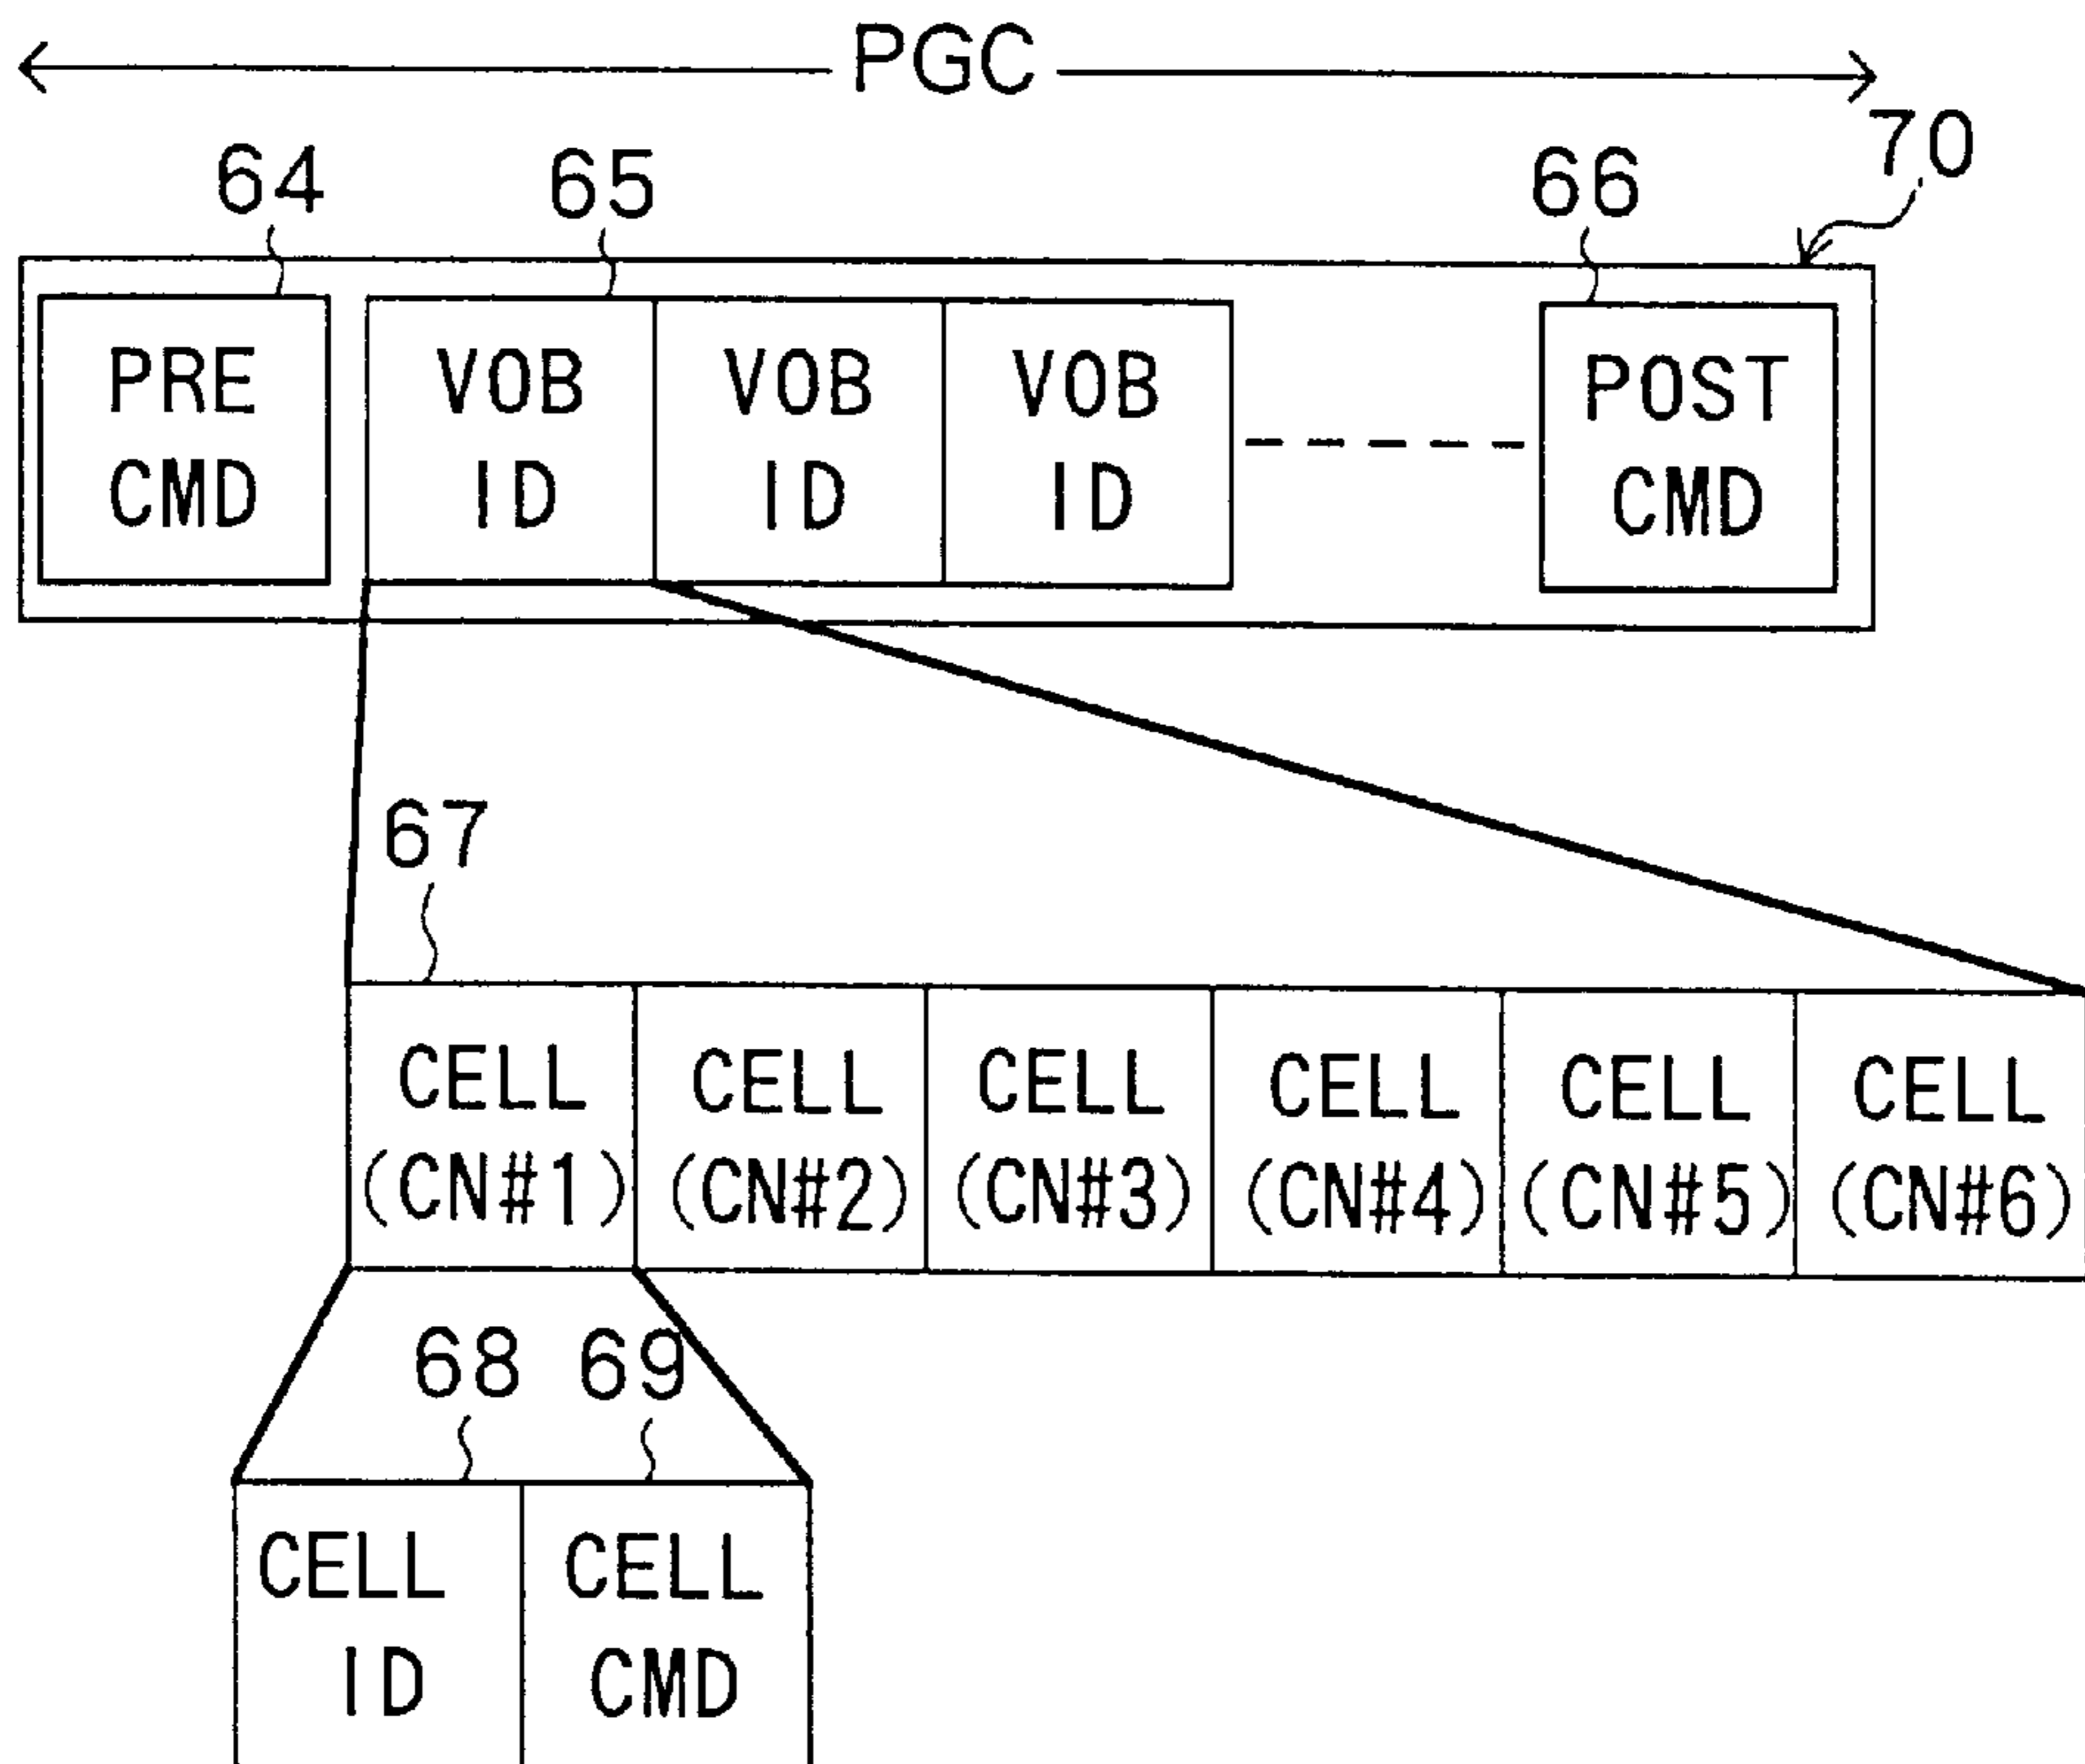 PGC
70
64 65 66
PRE VOB VOB VOB POST
CMD ID ID ID CMD
67
CELL CELL CELL CELL CELL CELL
(CN#1) (CN#2) (CN#3) (CN#4) (CN#5) (CN#6)
68 69
CELL CELL
ID CMD